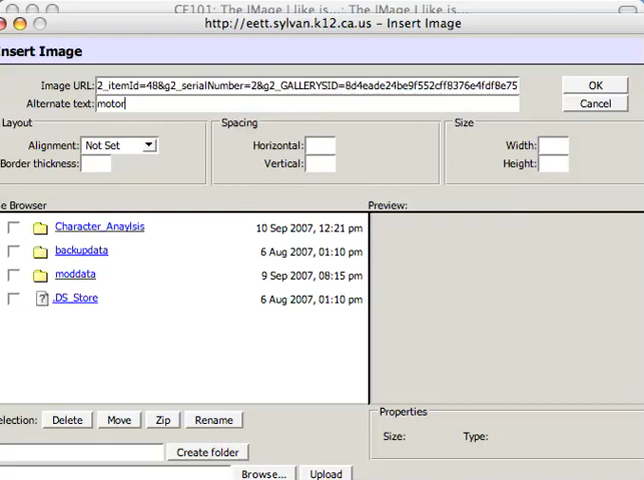 CF101: The IMage I like is... The IMage I like is...
http://eett.sylvan.k12.ca.us – Insert Image
Insert Image
Image URL: 2_itemId=48&g2_serialNumber=2&g2_GALLERYSID=8d4eade24be9f552cff8376e4fdf8e75 OK
Alternate text: motor Cancel
Layout Spacing Size
Alignment: Not Set Horizontal: Width:
Border thickness: Vertical: Height:
le Browser Preview:
Character_Anaylsis 10 Sep 2007, 12:21 pm
backupdata 6 Aug 2007, 01:10 pm
moddata 9 Sep 2007, 08:15 pm
? .DS_Store 6 Aug 2007, 01:10 pm
Properties
election: Delete Move Zip Rename
Size: Type:
Create folder
Browse... Upload